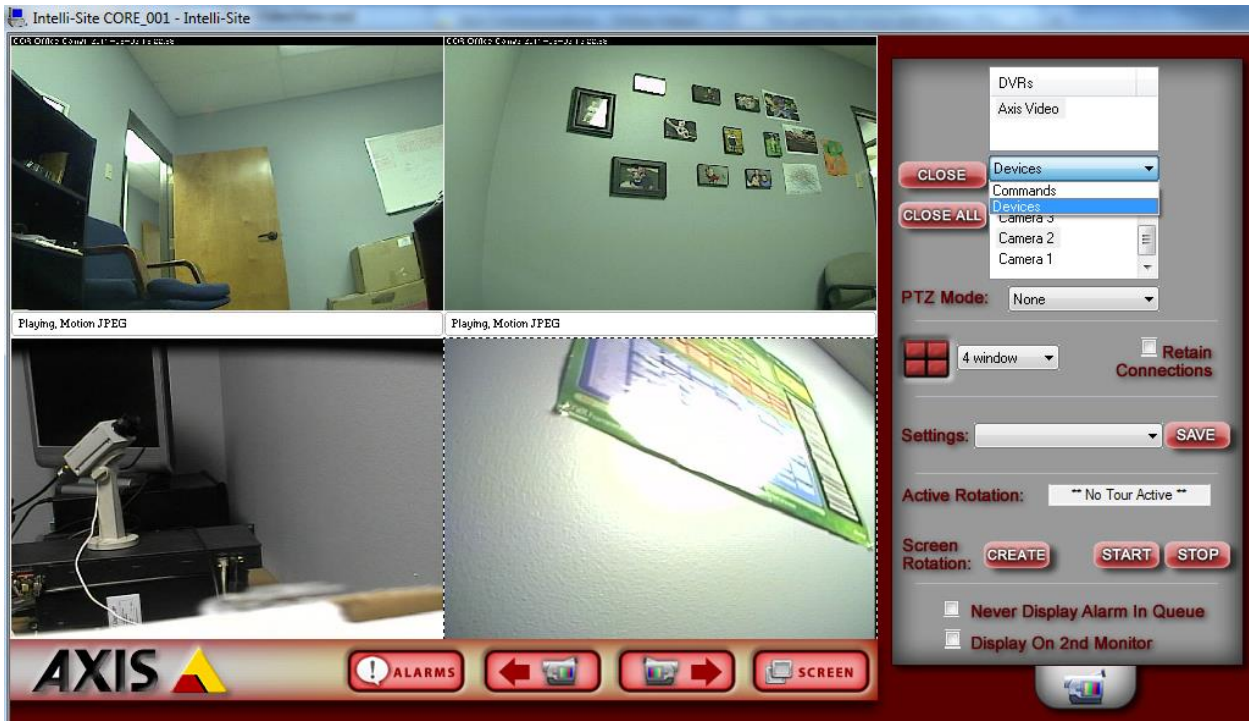 Intelli-Site CORE_001 - Intelli-Site
DVRs
Axis Video
CLOSE
Devices
Commands
Devices
CLOSE ALL
Camera 3
Camera 2
Camera 1
PTZ Mode:
None
Playing, Motion JPEG
Playing, Motion JPEG
4 window
Retain
Connections
Settings:
SAVE
Active Rotation:
** No Tour Active **
Screen
Rotation:
CREATE
START
STOP
Never Display Alarm In Queue
Display On 2nd Monitor
AXIS
ALARMS
SCREEN